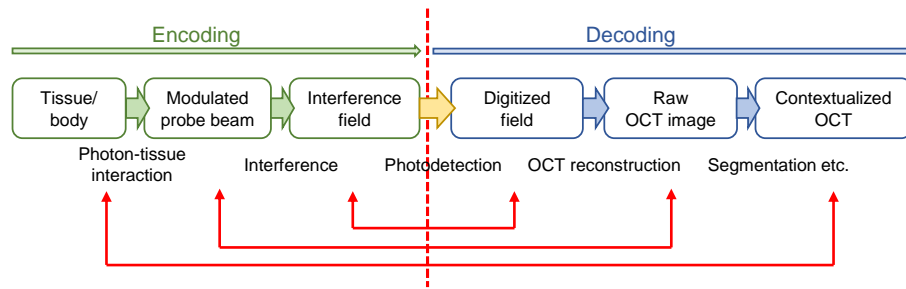 Encoding
Decoding
Tissue/
body
Modulated
probe beam
Interference
field
Digitized
field
Raw
OCT image
Contextualized
OCT
Photon-tissue
interaction
Interference
Photodetection
OCT reconstruction
Segmentation etc.